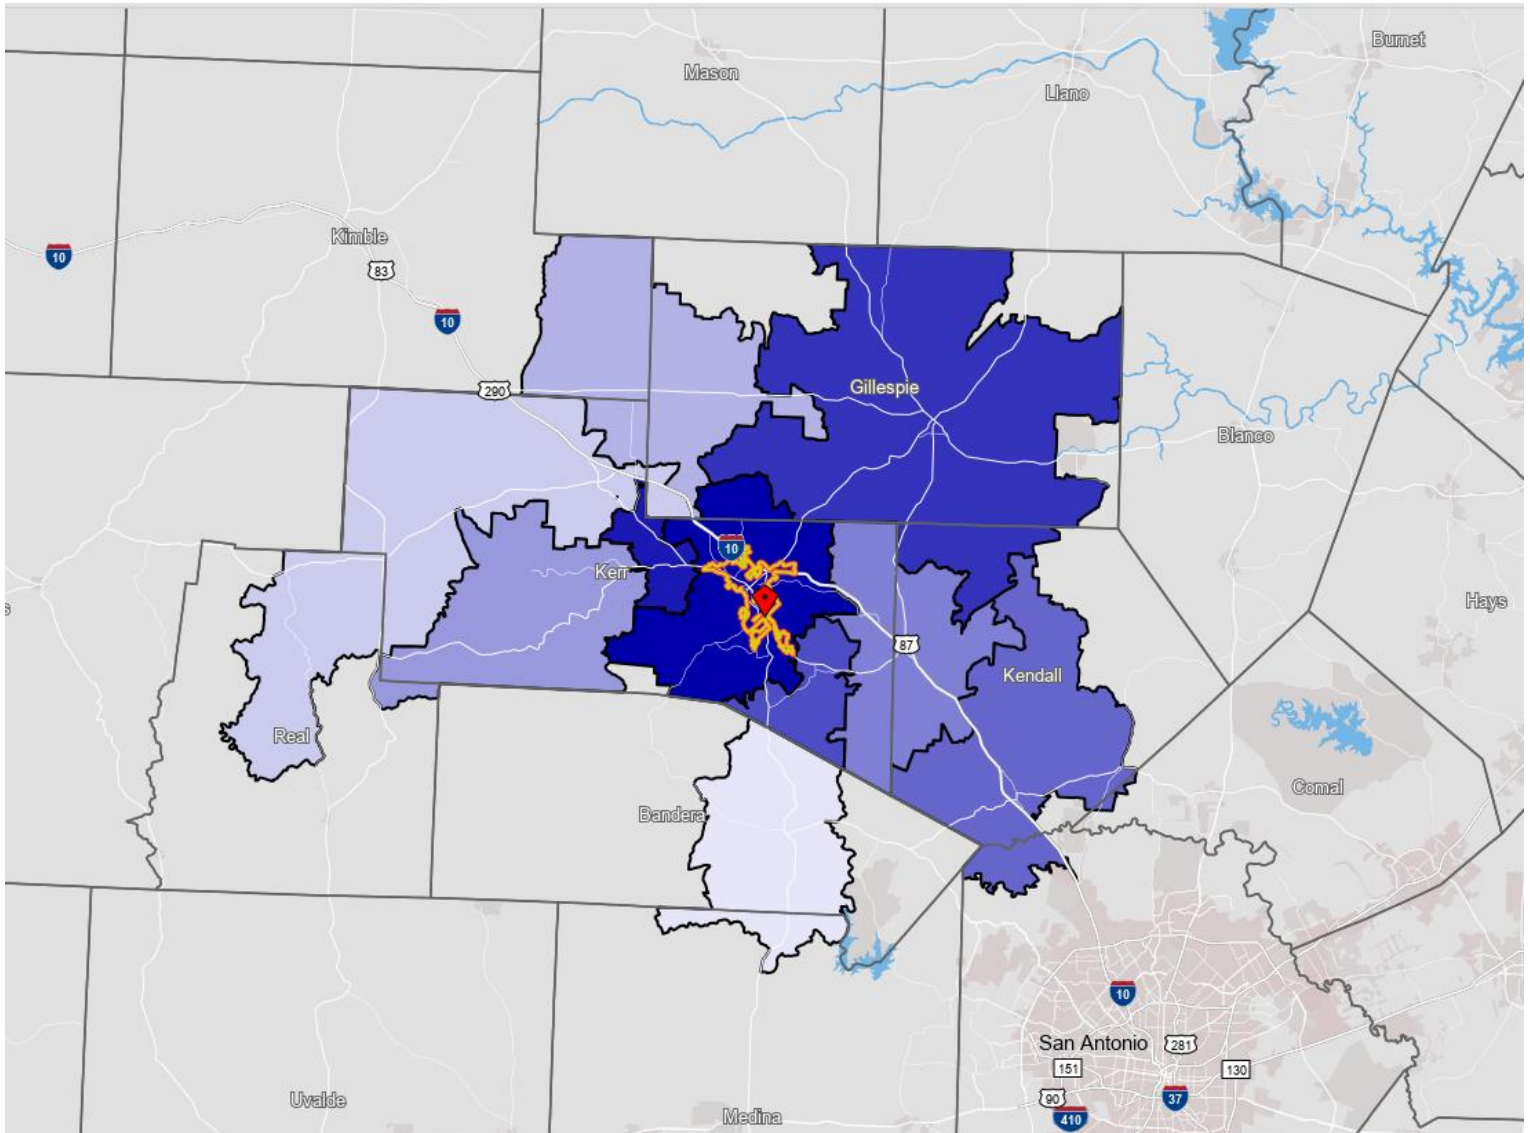 Burnet
Mason
Llano
Kimble
10
83
10
290
Gillespie
Blanco
10
Kerr
Hays
s
87
Kendall
Real
Comal
Bandera
10
San Antonio
281
151
130
90
37
Uvalde
Medina
410